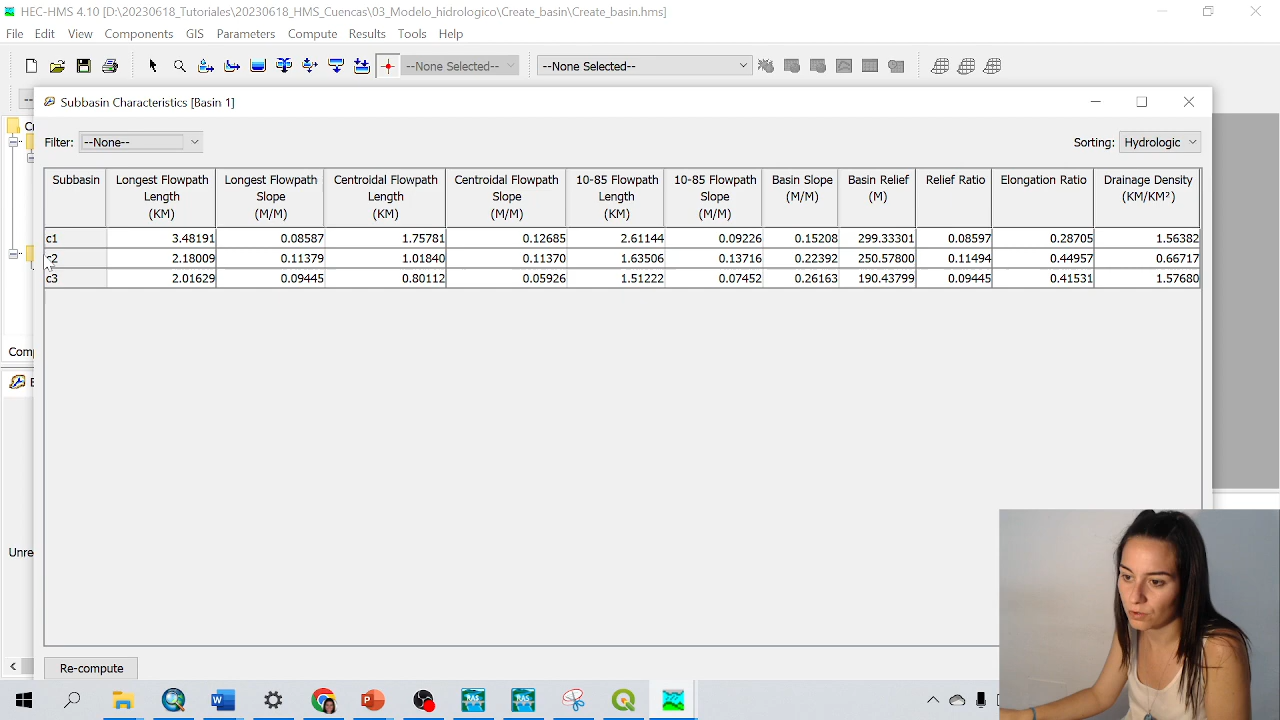 HEC-HMS 4.10 [D:\20230618_Tutoriales\20230618_HMS_Cuencas\03_Modelo_hidrologico\Create_basin\Create_basin.hms]
File Edit View Components GIS Parameters Compute Results Tools Help
--None Selected-- --None Selected--
--
Subbasin Characteristics [Basin 1]
Filter: --None-- Sorting: Hydrologic
Subbasin Longest Flowpath Longest Flowpath Centroidal Flowpath Centroidal Flowpath 10-85 Flowpath 10-85 Flowpath Basin Slope Basin Relief Relief Ratio Elongation Ratio Drainage Density
Length Slope Length Slope Length Slope (M/M) (M) (KM/KM²)
(KM) (M/M) (KM) (M/M) (KM) (M/M)
c1 3.48191 0.08587 1.75781 0.12685 2.61144 0.09226 0.15208 299.33301 0.08597 0.28705 1.56382
c2 2.18009 0.11379 1.01840 0.11370 1.63506 0.13716 0.22392 250.57800 0.11494 0.44957 0.66717
c3 2.01629 0.09445 0.80112 0.05926 1.51222 0.07452 0.26163 190.43799 0.09445 0.41531 1.57680
Comp
Unre
Re-compute